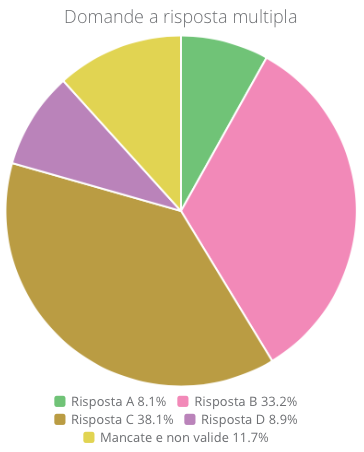 Domande a risposta multipla
Risposta A 8.1% Risposta B 33.2%
Risposta C 38.1% Risposta D 8.9%
Mancate e non valide 11.7%